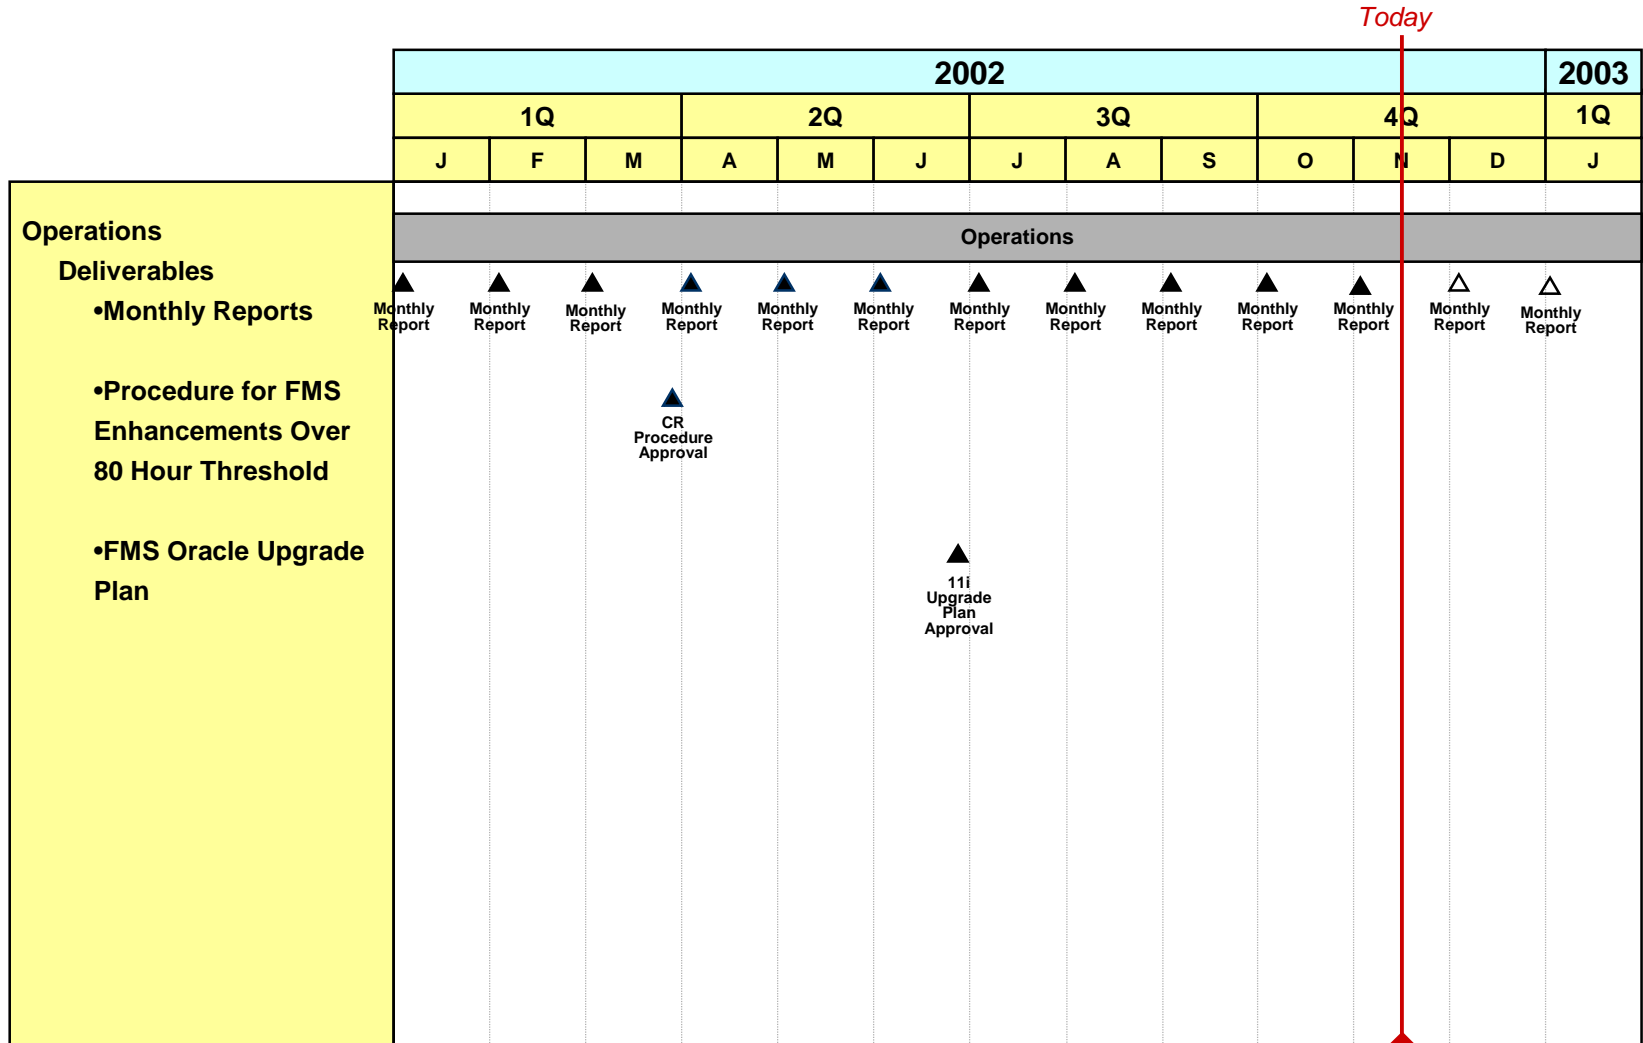 Today
2002 2003
1Q 2Q 3Q 4Q 1Q
J F M A M J J A S O N D J
Operations
Operations
Deliverables
•Monthly Reports
Monthly Monthly Monthly Monthly Monthly Monthly Monthly Monthly Monthly Monthly Monthly Monthly Monthly
Report Report Report Report Report Report Report Report Report Report Report Report Report
•Procedure for FMS
Enhancements Over
80 Hour Threshold
CR
Procedure
Approval
•FMS Oracle Upgrade
Plan
11i
Upgrade
Plan
Approval